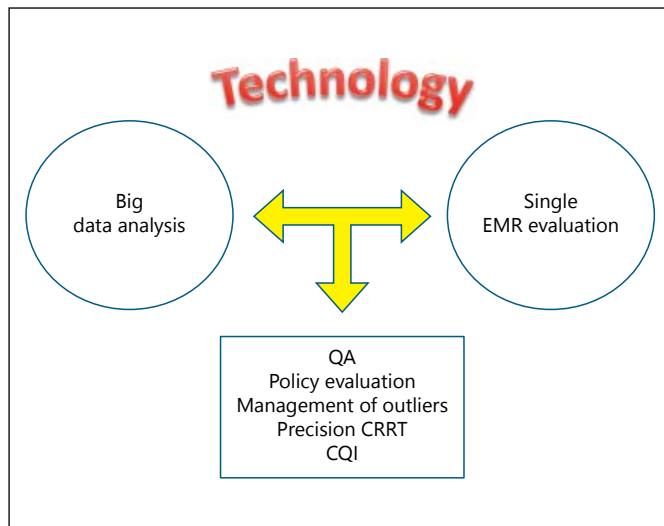 Technology
Big
data analysis
Single
EMR evaluation
QA
Policy evaluation
Management of outliers
Precision CRRT
CQI